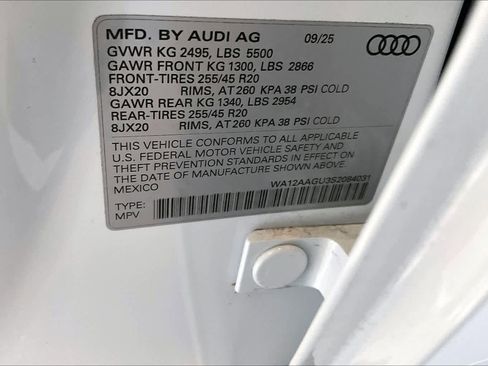 MFD. BY AUDI AG 09/25
GVWR KG 2495, LBS 5500
GAWR FRONT KG 1300, LBS 2866
FRONT-TIRES 255/45 R20
8JX20 RIMS, AT 260 KPA 38 PSI COLD
GAWR REAR KG 1340, LBS 2954
REAR-TIRES 255/45 R20
8JX20 RIMS, AT 260 KPA 38 PSI COLD
THIS VEHICLE CONFORMS TO ALL APPLICABLE
U.S. FEDERAL MOTOR VEHICLE SAFETY AND
THEFT PREVENTION STANDARDS IN EFFECT ON
THE DATE OF MANUFACTURE SHOWN ABOVE.
MEXICO
WA12AAGU3S2084031
TYPE:
MPV